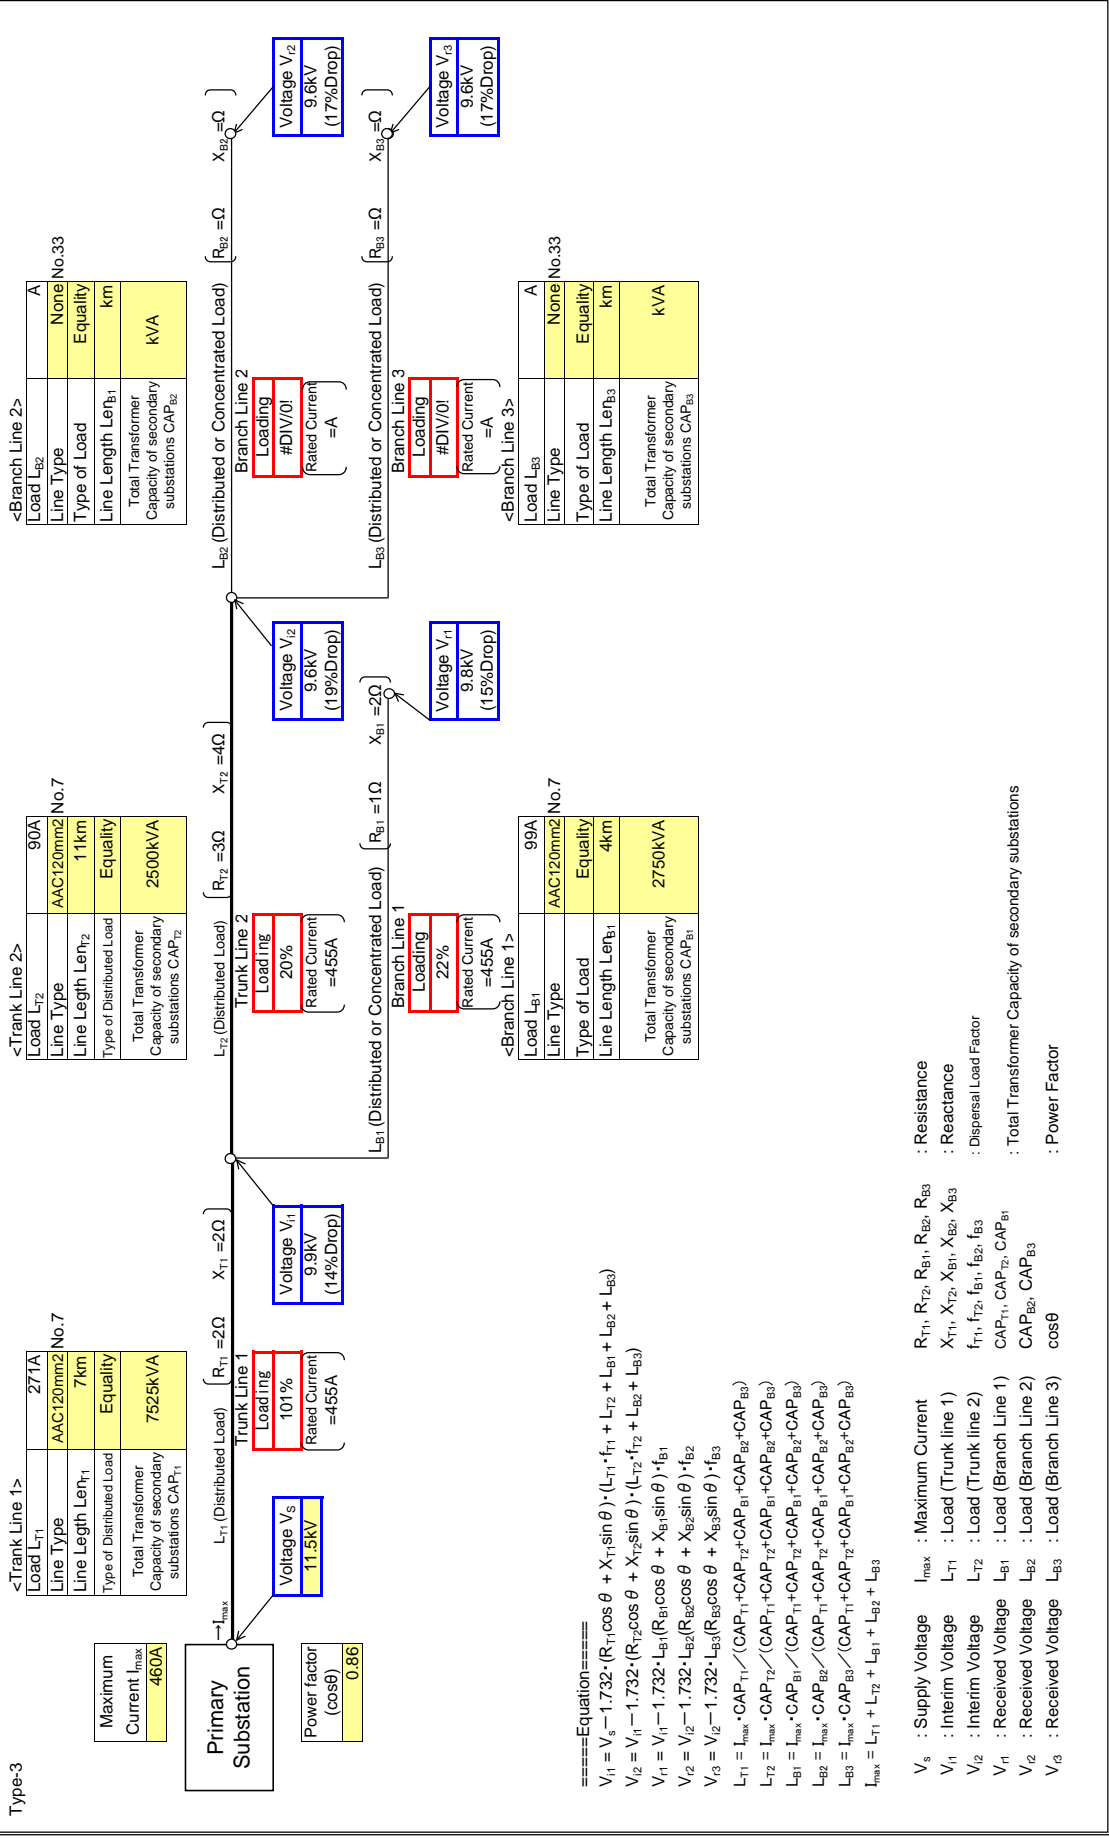 Type-3
Maximum
Current Imax
460A
Primary
Substation
Power factor
(cosθ)
0.86
→Imax
Voltage VS
11.5kV
<Trank Line 1>
Load LT1 271A
Line Type AAC120mm2 No.7
Line Length LenT1 7km
Type of Distributed Load Equality
Total Transformer
Capacity of secondary
substations CAPT1
7525kVA
LT1 (Distributed Load) (RT1 =2Ω XT1 =2Ω)
Trunk Line 1
Loading
101%
(Rated Current
=455A)
Voltage Vi1
9.9kV
(14%Drop)
<Trank Line 2>
Load LT2 90A
Line Type AAC120mm2 No.7
Line Legth LenT2 11km
Type of Distributed Load Equality
Total Transformer
Capacity of secondary
substations CAPT2
2500kVA
LT2 (Distributed Load) (RT2 =3Ω XT2 =4Ω)
Trunk Line 2
Loading
20%
(Rated Current
=455A)
Voltage Vi2
9.6kV
(19%Drop)
LB1 (Distributed or Concentrated Load) (RB1 =1Ω XB1 =2Ω)
Branch Line 1
Loading
22%
(Rated Current
=455A)
Voltage Vr1
9.8kV
(15%Drop)
<Branch Line 1>
Load LB1 99A
Line Type AAC120mm2 No.7
Type of Load Equality
Line Length LenB1 4km
Total Transformer
Capacity of secondary
substations CAPB1
2750kVA
<Branch Line 2>
Load LB2 A
Line Type None No.33
Type of Load Equality
Line Length LenB1 km
Total Transformer
Capacity of secondary
substations CAPB2
kVA
LB2 (Distributed or Concentrated Load) (RB2 =Ω XB2 =Ω)
Branch Line 2
Loading
#DIV/0!
(Rated Current
=A)
Voltage Vr2
9.6kV
(17%Drop)
LB3 (Distributed or Concentrated Load) (RB3 =Ω XB3 =Ω)
Branch Line 3
Loading
#DIV/0!
(Rated Current
=A)
Voltage Vr3
9.6kV
(17%Drop)
<Branch Line 3>
Load LB3 A
Line Type None No.33
Type of Load Equality
Line Length LenB3 km
Total Transformer
Capacity of secondary
substations CAPB3
kVA
=====Equation=====
Vi1 = Vs−1.732・(RT1cos θ + XT1sin θ)・(LT1・fT1 + LT2 + LB1 + LB2 + LB3)
Vi2 = Vi1−1.732・(RT2cos θ + XT2sin θ)・(LT2・fT2 + LB2 + LB3)
Vr1 = Vi1−1.732・LB1(RB1cos θ + XB1sin θ)・fB1
Vr2 = Vi2−1.732・LB2(RB2cos θ + XB2sin θ)・fB2
Vr3 = Vi2−1.732・LB3(RB3cos θ + XB3sin θ)・fB3
LT1 = Imax・CAPT1／(CAPT1+CAPT2+CAPB1+CAPB2+CAPB3)
LT2 = Imax・CAPT2／(CAPT1+CAPT2+CAPB1+CAPB2+CAPB3)
LB1 = Imax・CAPB1／(CAPT1+CAPT2+CAPB1+CAPB2+CAPB3)
LB2 = Imax・CAPB2／(CAPT1+CAPT2+CAPB1+CAPB2+CAPB3)
LB3 = Imax・CAPB3／(CAPT1+CAPT2+CAPB1+CAPB2+CAPB3)
Imax = LT1 + LT2 + LB1 + LB2 + LB3
Vs : Supply Voltage Imax : Maximum Current RT1, RT2, RB1, RB2, RB3 : Resistance
Vi1 : Interim Voltage LT1 : Load (Trunk line 1) XT1, XT2, XB1, XB2, XB3 : Reactance
Vi2 : Interim Voltage LT2 : Load (Trunk line 2) fT1, fT2, fB1, fB2, fB3 : Dispersal Load Factor
Vr1 : Received Voltage LB1 : Load (Branch Line 1) CAPT1, CAPT2, CAPB1
Vr2 : Received Voltage LB2 : Load (Branch Line 2) CAPB2, CAPB3 : Total Transformer Capacity of secondary substations
Vr3 : Received Voltage LB3 : Load (Branch Line 3) cosθ : Power Factor